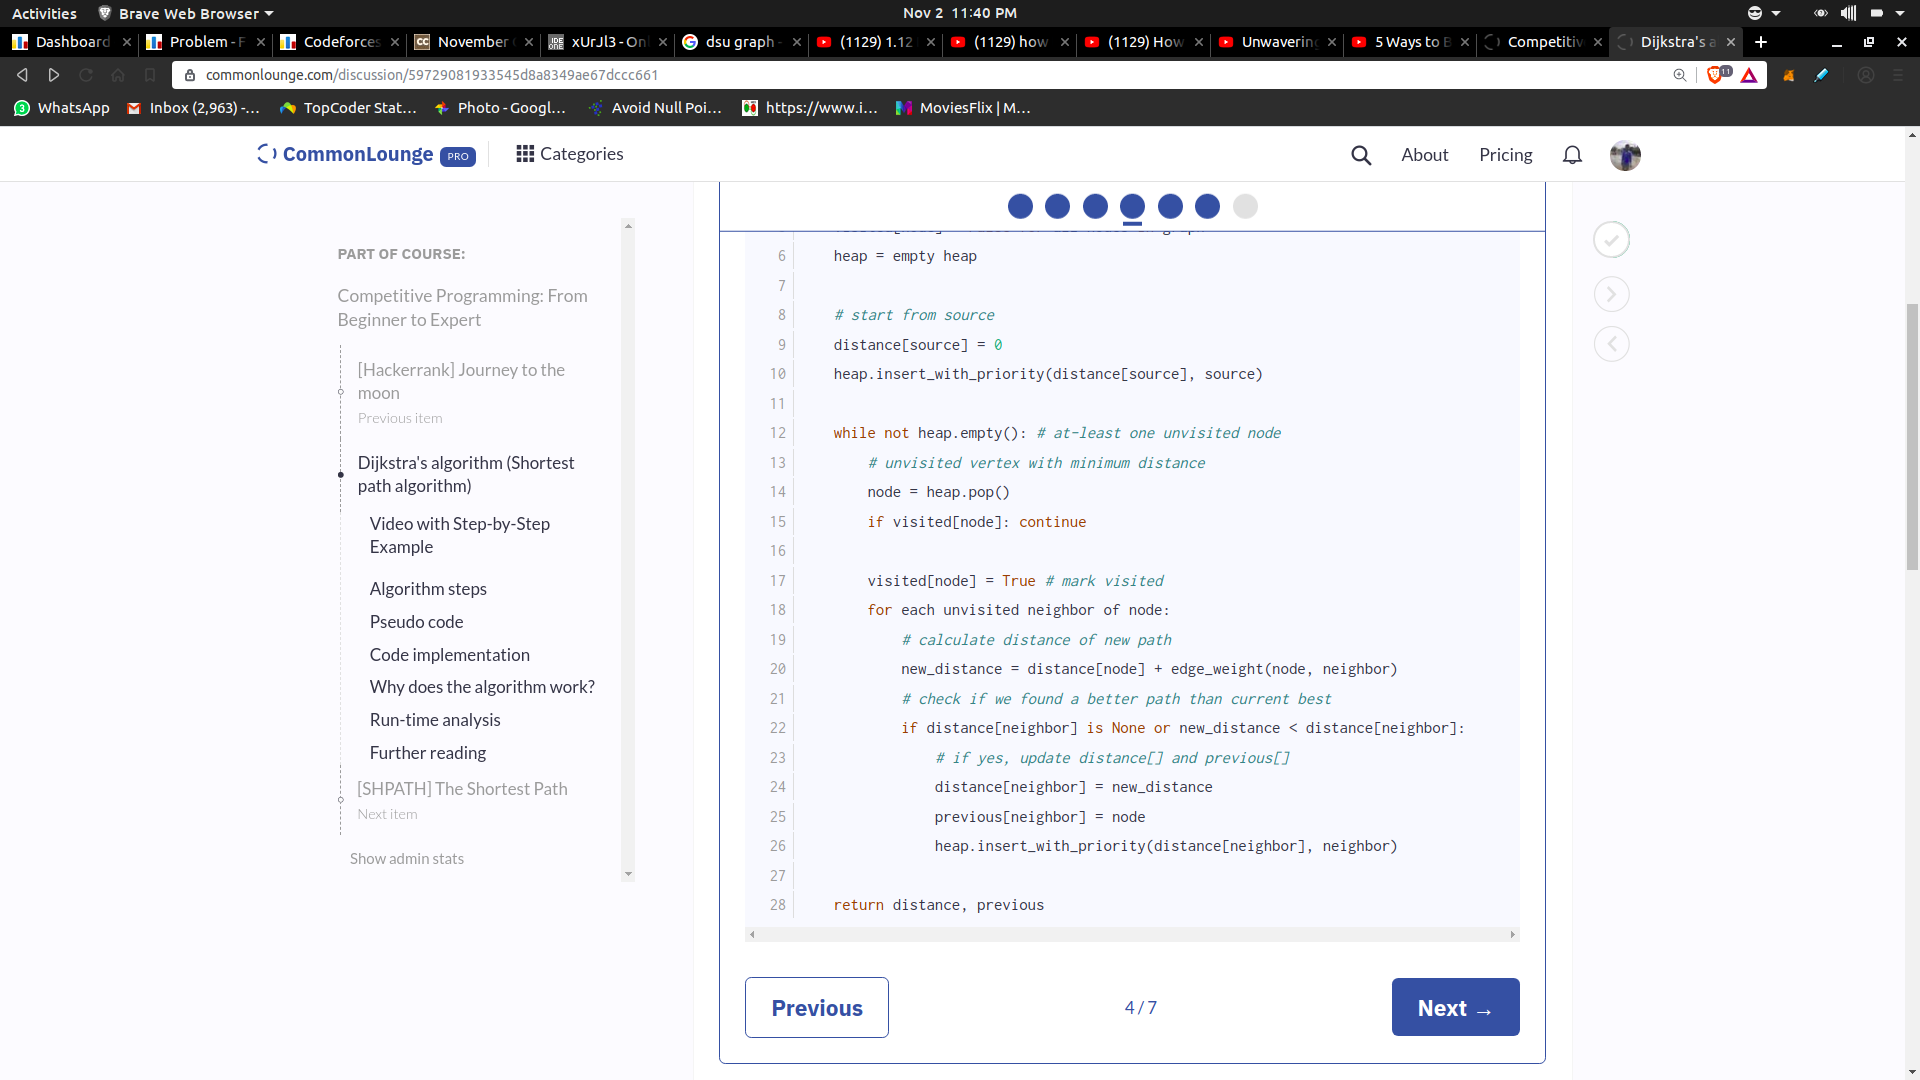 Activities
Brave Web Browser
Nov 2 11:40 PM
Dashboard
Problem - F
Codeforces
November
xUrJl3 - On
dsu graph -
(1129) 1.12
(1129) how
(1129) How
Unwavering
5 Ways to B
Competitiv
Dijkstra's a
commonlounge.com/discussion/59729081933545d8a8349ae67dccc661
11
WhatsApp
Inbox (2,963) -...
TopCoder Stat...
Photo - Googl...
Avoid Null Poi...
https://www.i...
MoviesFlix | M...
CommonLounge PRO
Categories
About
Pricing
PART OF COURSE:
Competitive Programming: From
Beginner to Expert
[Hackerrank] Journey to the
moon
Previous item
Dijkstra's algorithm (Shortest
path algorithm)
Video with Step-by-Step
Example
Algorithm steps
Pseudo code
Code implementation
Why does the algorithm work?
Run-time analysis
Further reading
[SHPATH] The Shortest Path
Next item
Show admin stats
6 heap = empty heap
7
8 # start from source
9 distance[source] = 0
10 heap.insert_with_priority(distance[source], source)
11
12 while not heap.empty(): # at-least one unvisited node
13 # unvisited vertex with minimum distance
14 node = heap.pop()
15 if visited[node]: continue
16
17 visited[node] = True # mark visited
18 for each unvisited neighbor of node:
19 # calculate distance of new path
20 new_distance = distance[node] + edge_weight(node, neighbor)
21 # check if we found a better path than current best
22 if distance[neighbor] is None or new_distance < distance[neighbor]:
23 # if yes, update distance[] and previous[]
24 distance[neighbor] = new_distance
25 previous[neighbor] = node
26 heap.insert_with_priority(distance[neighbor], neighbor)
27
28 return distance, previous
Previous
4 / 7
Next →